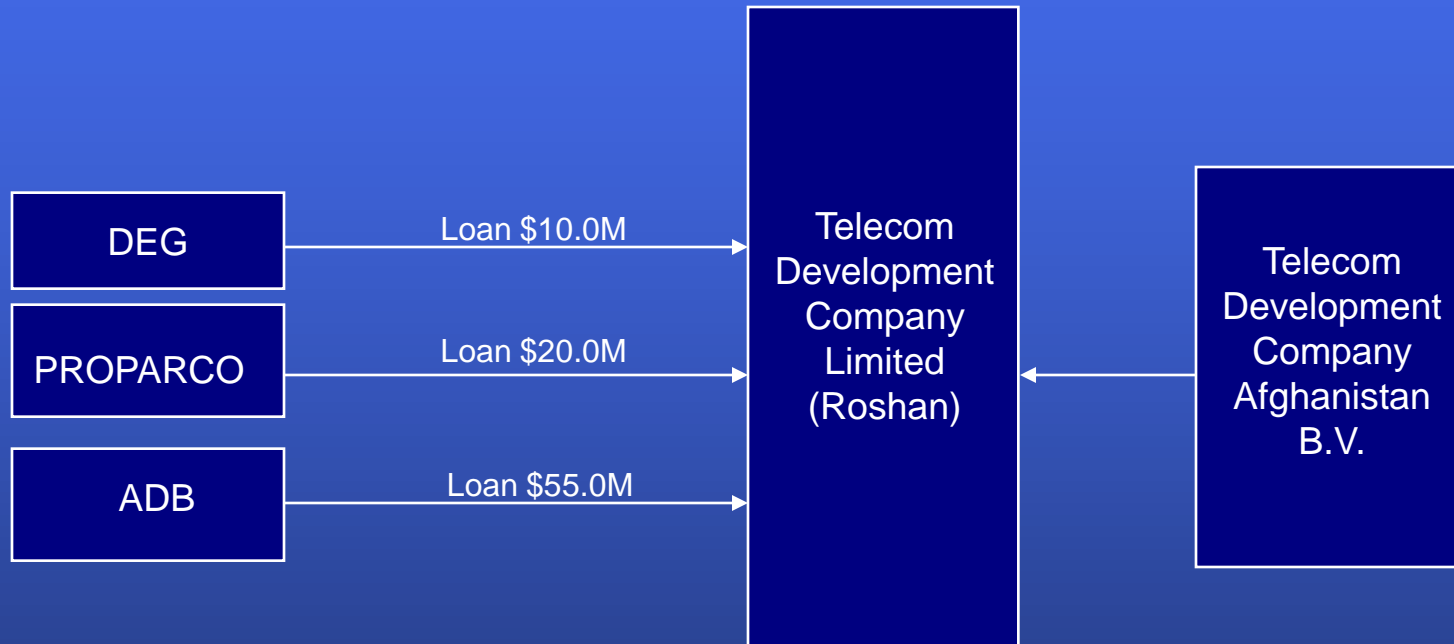 DEG
Loan $10.0M
PROPARCO
Loan $20.0M
ADB
Loan $55.0M
Telecom
Development
Company
Limited
(Roshan)
Telecom
Development
Company
Afghanistan
B.V.